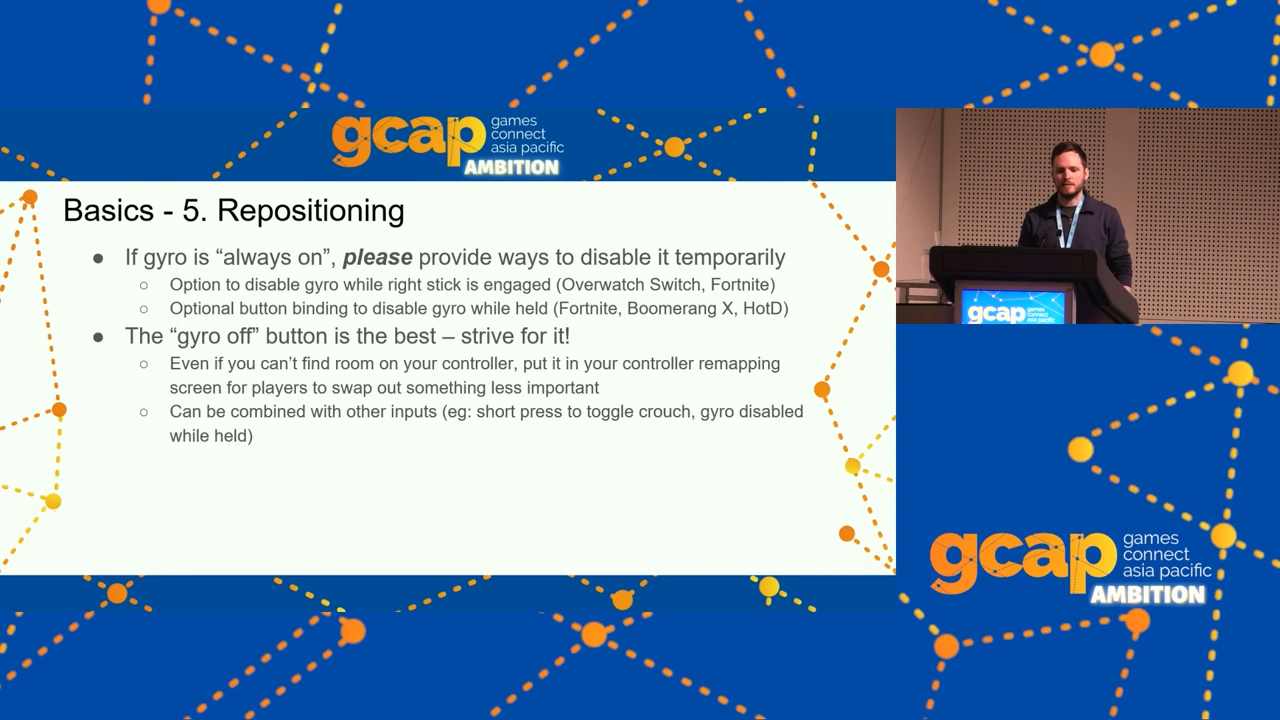 gcap games connect asia pacific
AMBITION
Basics - 5. Repositioning
● If gyro is “always on”, please provide ways to disable it temporarily
○ Option to disable gyro while right stick is engaged (Overwatch Switch, Fortnite)
○ Optional button binding to disable gyro while held (Fortnite, Boomerang X, HotD)
● The “gyro off” button is the best – strive for it!
○ Even if you can’t find room on your controller, put it in your controller remapping
screen for players to swap out something less important
○ Can be combined with other inputs (eg: short press to toggle crouch, gyro disabled
while held)
gcap games connect asia pacific
gcap games connect asia pacific
AMBITION